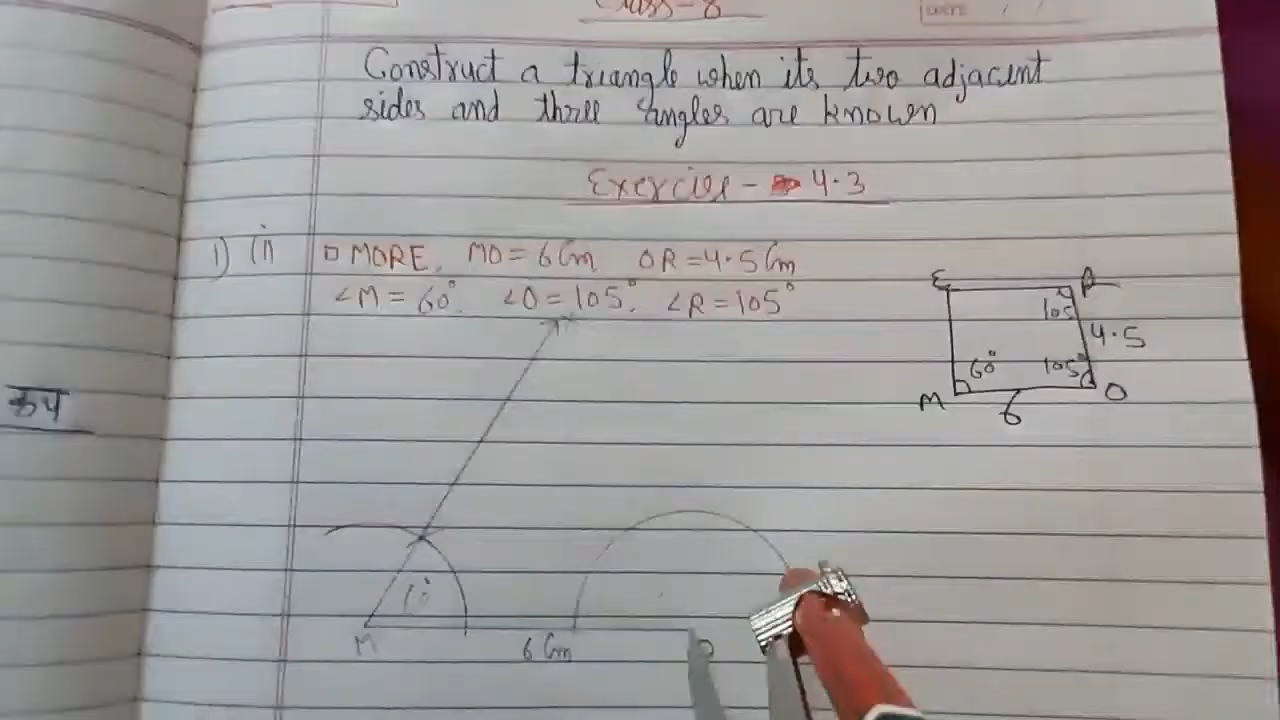 Class-8
Construct a triangle when its two adjacent
sides and three angles are known
Exercise - 4.3
1) (i) □ MORE, MO = 6 Cm OR = 4.5 Cm
∠M = 60° ∠O = 105°, ∠R = 105°
E R
105
4.5
60° 105°
M O
6
M 6 Cm O